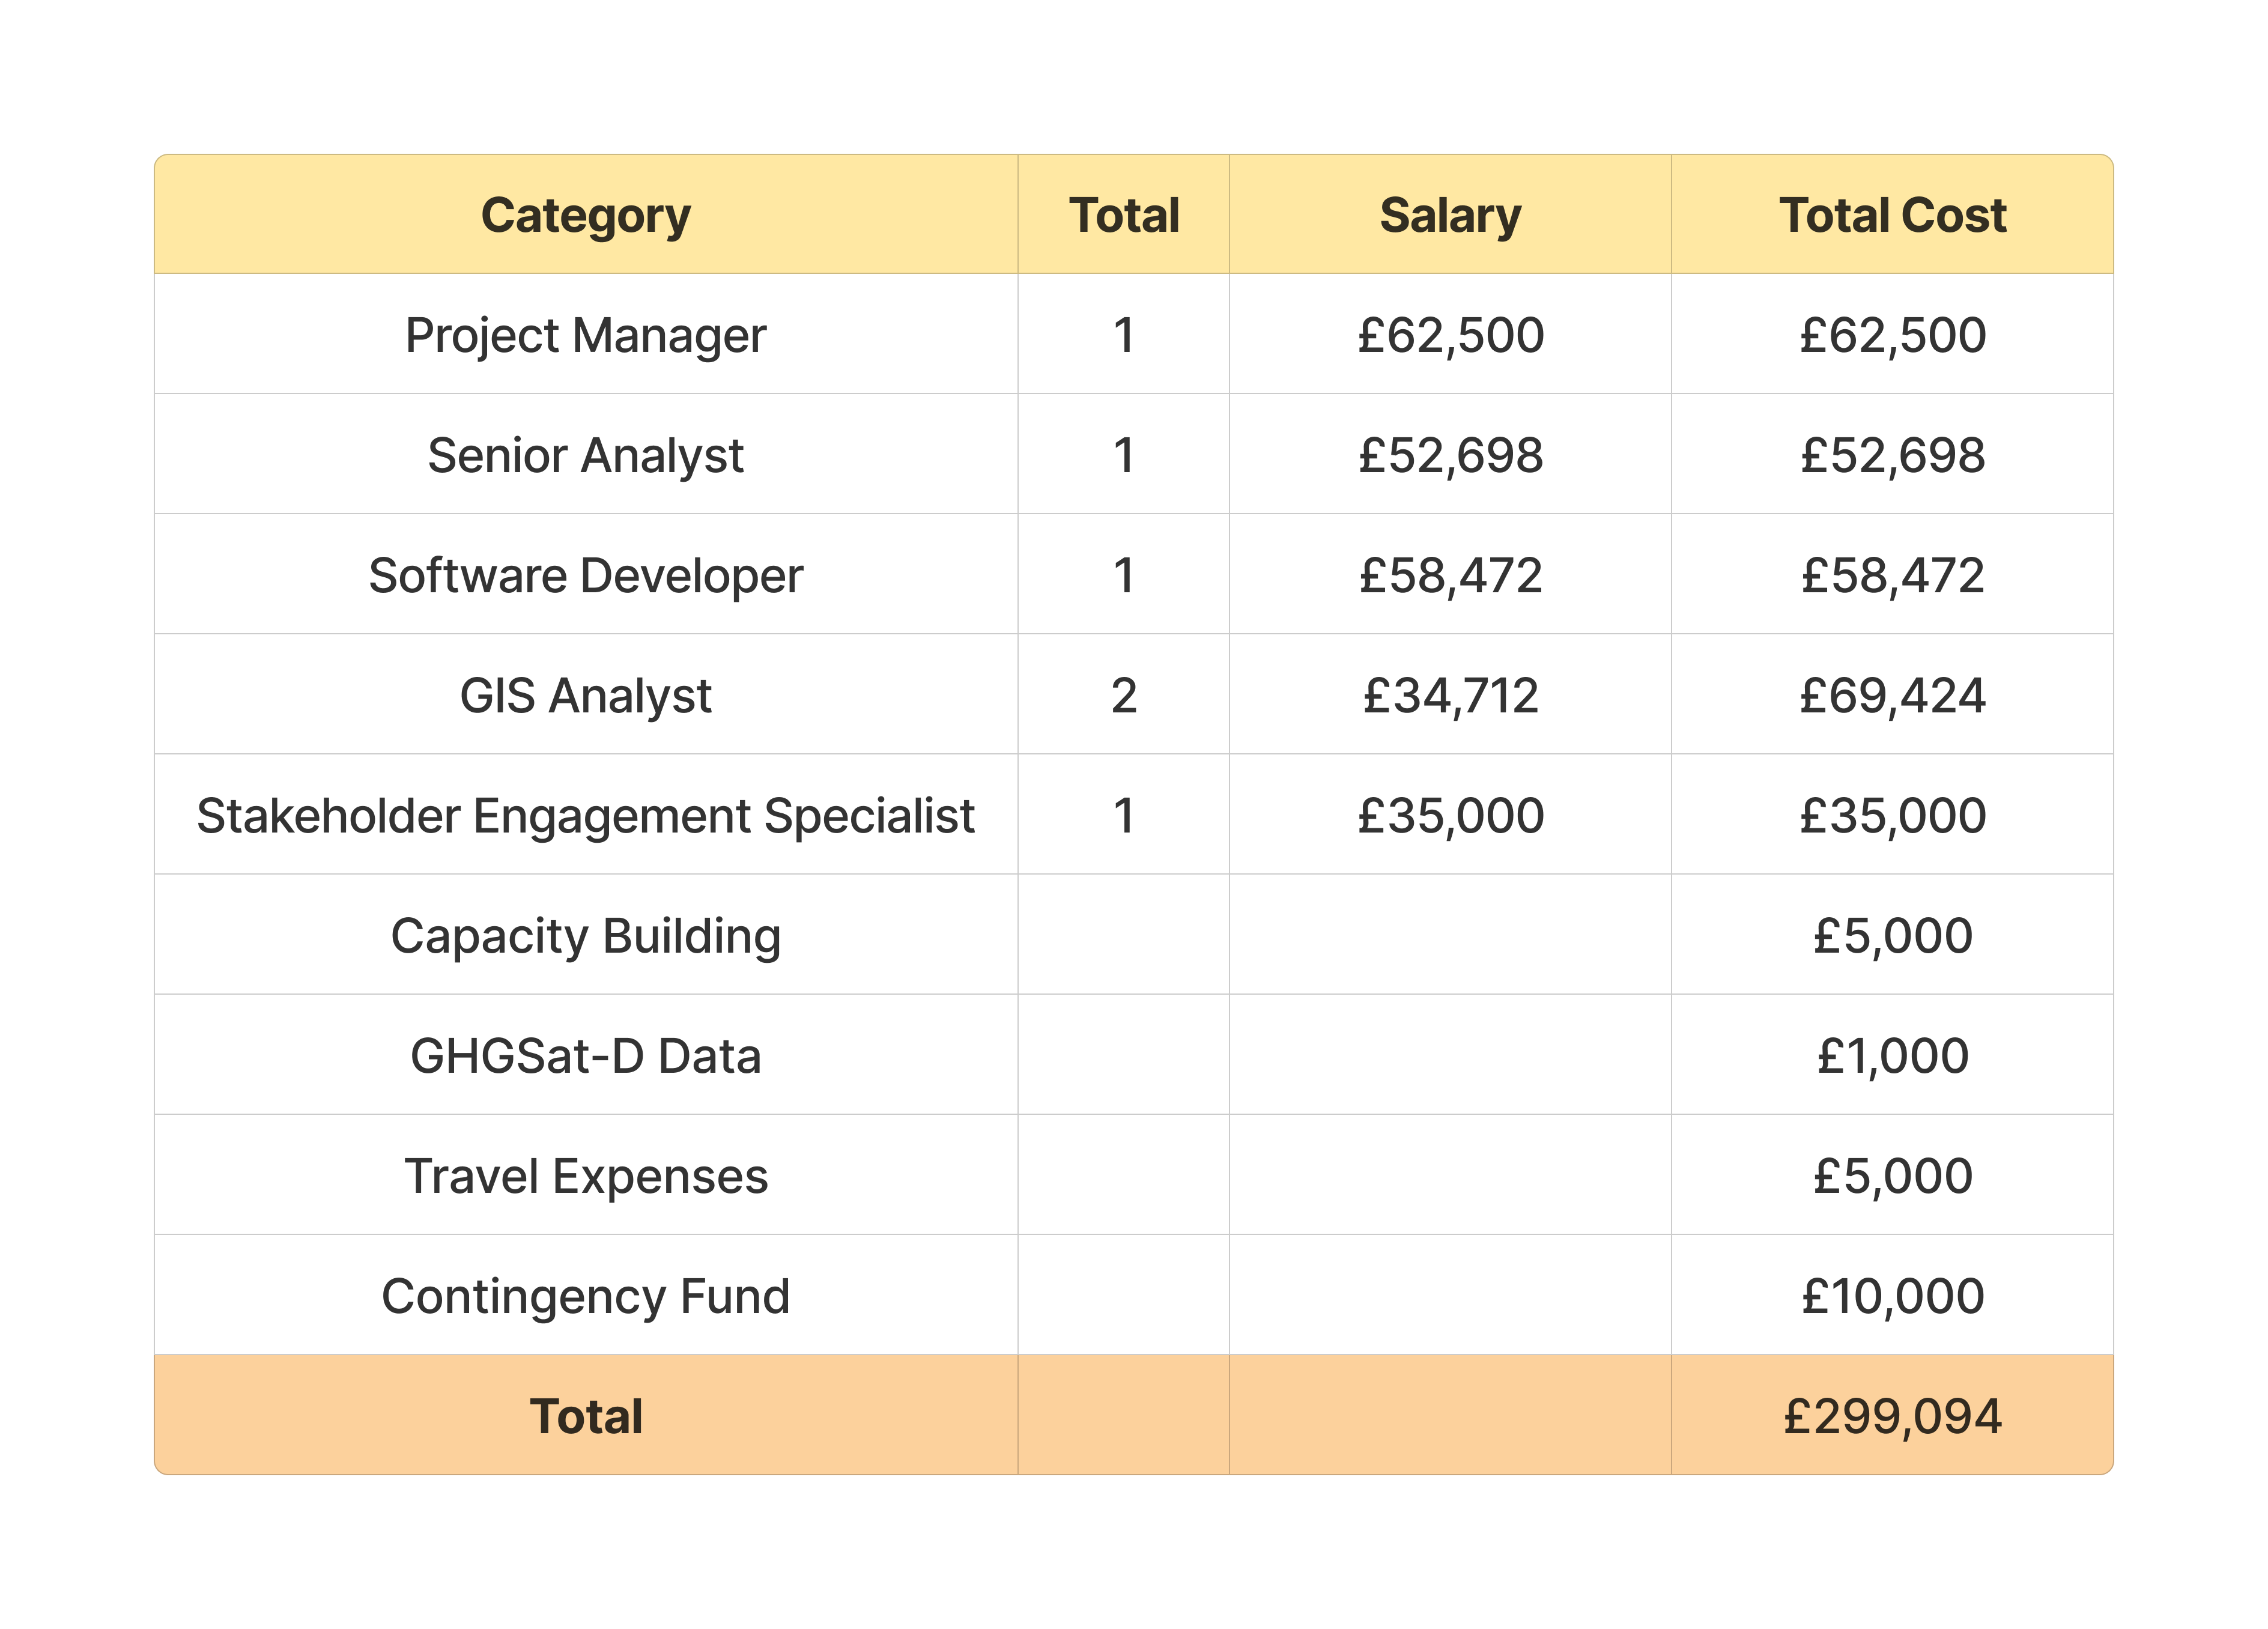 Category Total Salary Total Cost
Project Manager 1 £62,500 £62,500
Senior Analyst 1 £52,698 £52,698
Software Developer 1 £58,472 £58,472
GIS Analyst 2 £34,712 £69,424
Stakeholder Engagement Specialist 1 £35,000 £35,000
Capacity Building £5,000
GHGSat-D Data £1,000
Travel Expenses £5,000
Contingency Fund £10,000
Total £299,094